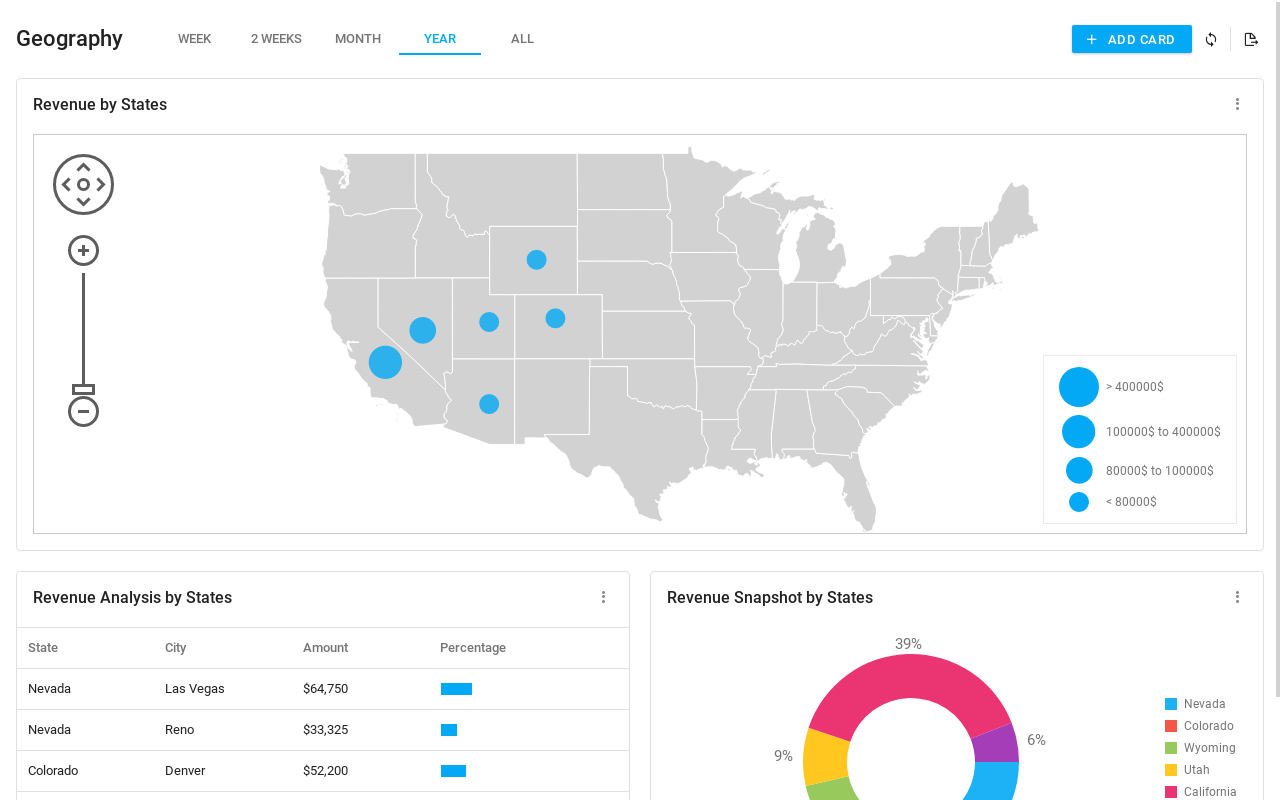 Geography
WEEK
2 WEEKS
MONTH
YEAR
ALL
ADD CARD
Revenue by States
> 400000$
100000$ to 400000$
80000$ to 100000$
< 80000$
Revenue Analysis by States
State City Amount Percentage
Nevada Las Vegas $64,750
Nevada Reno $33,325
Colorado Denver $52,200
Revenue Snapshot by States
39%
6%
9%
Nevada
Colorado
Wyoming
Utah
California